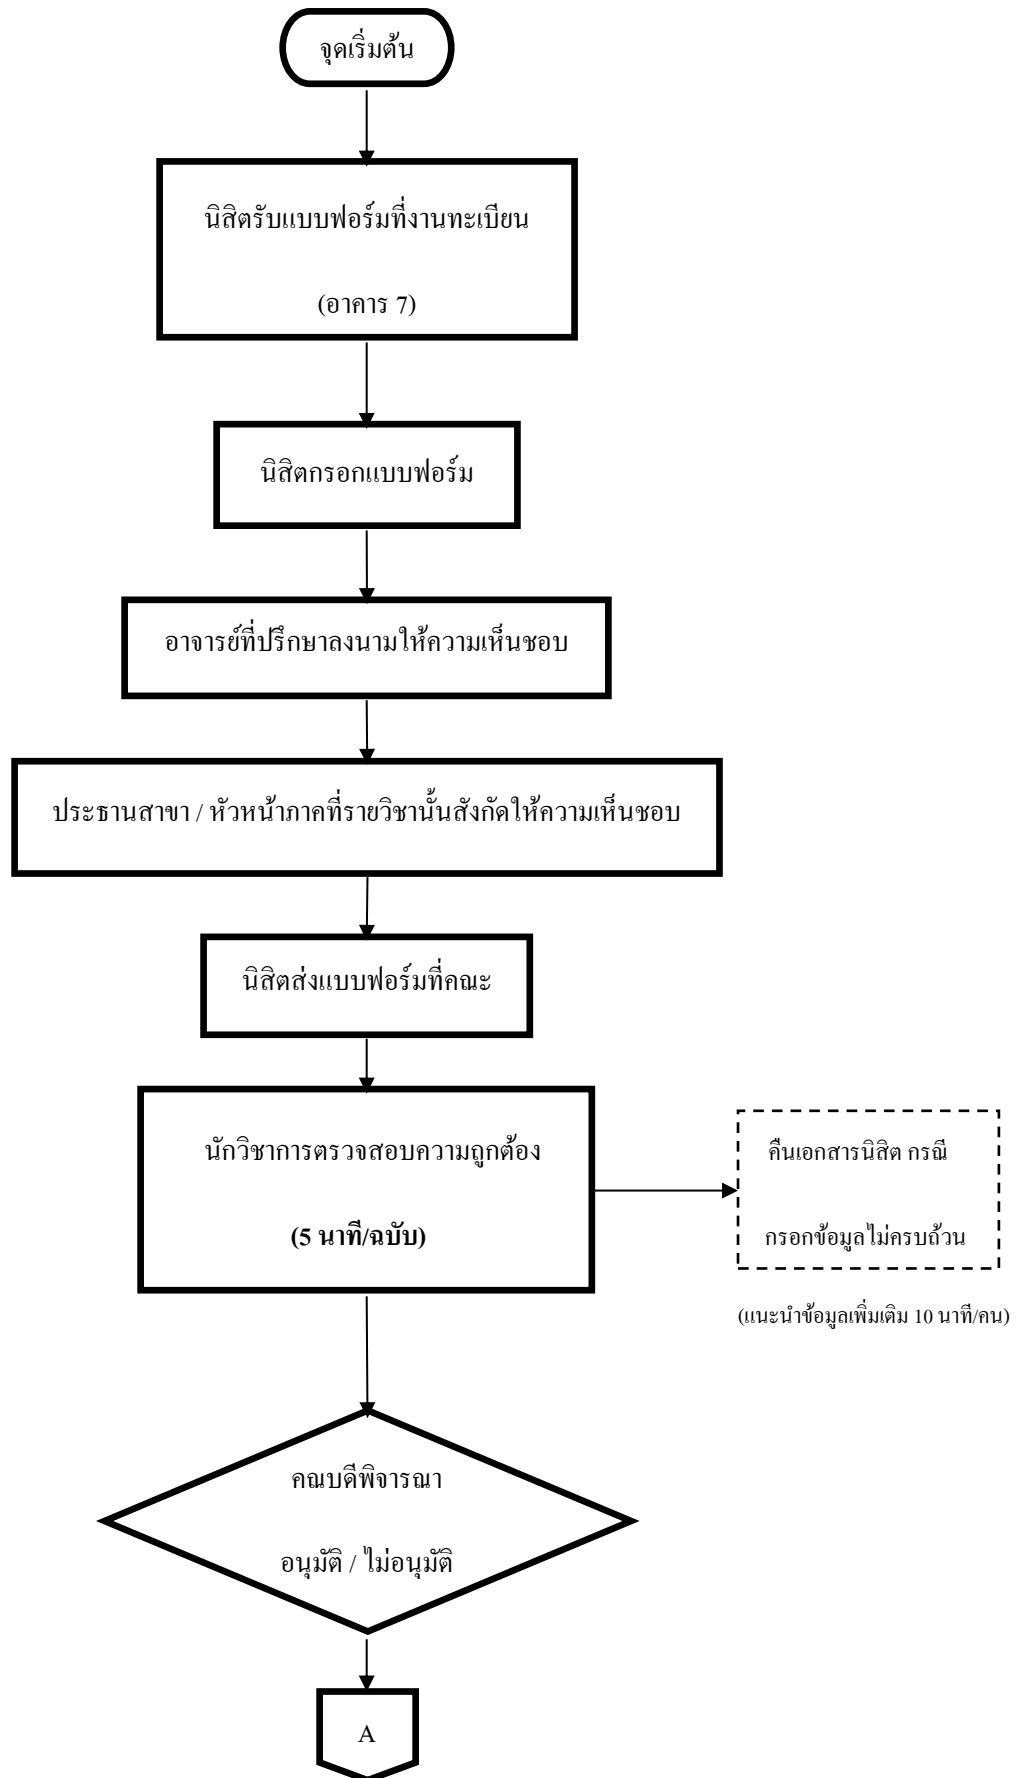 จุดเริ่มต้น
นิสิตรับแบบฟอร์มที่งานทะเบียน
(อาคาร 7)
นิสิตกรอกแบบฟอร์ม
อาจารย์ที่ปรึกษาลงนามให้ความเห็นชอบ
ประธานสาขา / หัวหน้าภาคที่รายวิชานั้นสังกัดให้ความเห็นชอบ
นิสิตส่งแบบฟอร์มที่คณะ
นักวิชาการตรวจสอบความถูกต้อง
(5 นาที/ฉบับ)
คืนเอกสารนิสิต กรณี
กรอกข้อมูลไม่ครบถ้วน
(แนะนำข้อมูลเพิ่มเติม 10 นาที/คน)
คณบดีพิจารณา
อนุมัติ / ไม่อนุมัติ
A